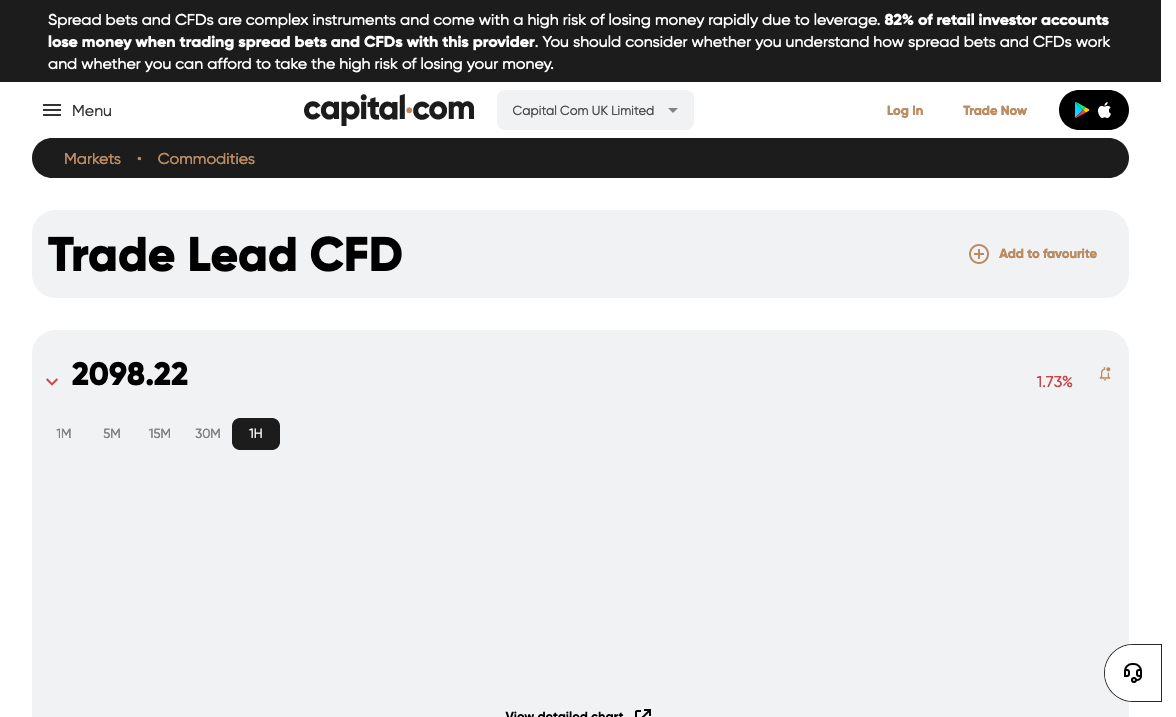 Spread bets and CFDs are complex instruments and come with a high risk of losing money rapidly due to leverage. 82% of retail investor accounts
lose money when trading spread bets and CFDs with this provider. You should consider whether you understand how spread bets and CFDs work
and whether you can afford to take the high risk of losing your money.
Menu
capital.com
Capital Com UK Limited
Log In
Trade Now
Markets
Commodities
Trade Lead CFD
Add to favourite
2098.22
1.73%
1M
5M
15M
30M
1H
View detailed chart